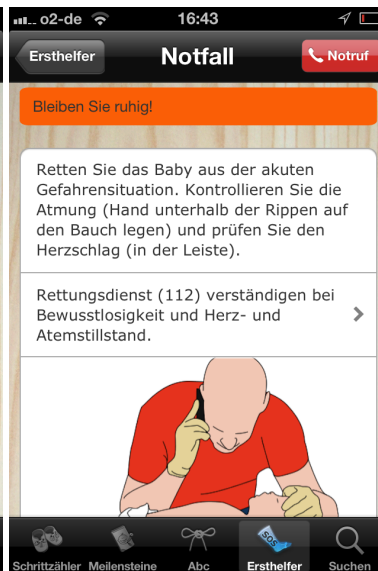 o2-de 16:43
Ersthelfer Notfall Notruf
Bleiben Sie ruhig!
Retten Sie das Baby aus der akuten
Gefahrensituation. Kontrollieren Sie die
Atmung (Hand unterhalb der Rippen auf
den Bauch legen) und prüfen Sie den
Herzschlag (in der Leiste).
Rettungsdienst (112) verständigen bei
Bewusstlosigkeit und Herz- und
Atemstillstand.
SOS
Schrittzähler Meilensteine Abc Ersthelfer Suchen